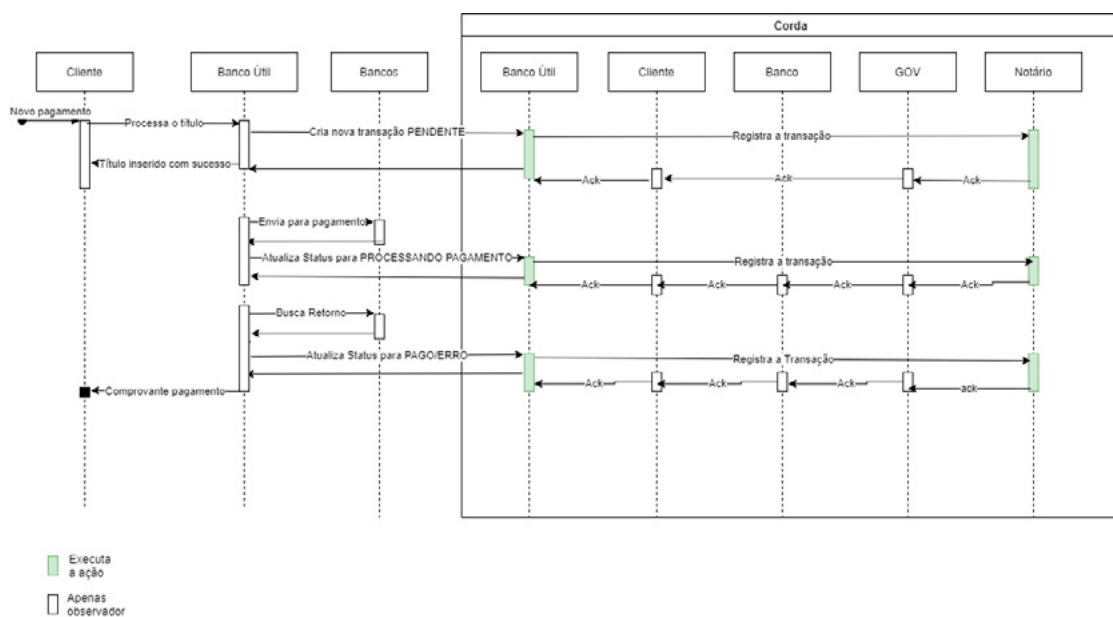 Corda
Cliente
Banco Útil
Bancos
Banco Útil
Cliente
Banco
GOV
Notário
Novo pagamento
Processa o título
Cria nova transação PENDENTE
Registra a transação
Título inserido com sucesso
Ack
Ack
Ack
Envia para pagamento
Atualiza Status para PROCESSANDO PAGAMENTO
Registra a transação
Ack
Ack
Ack
Ack
Busca Retorno
Atualiza Status para PAGO/ERRO
Registra a Transação
Comprovante pagamento
Ack
Ack
Ack
ack
Executa
a ação
Apenas
observador